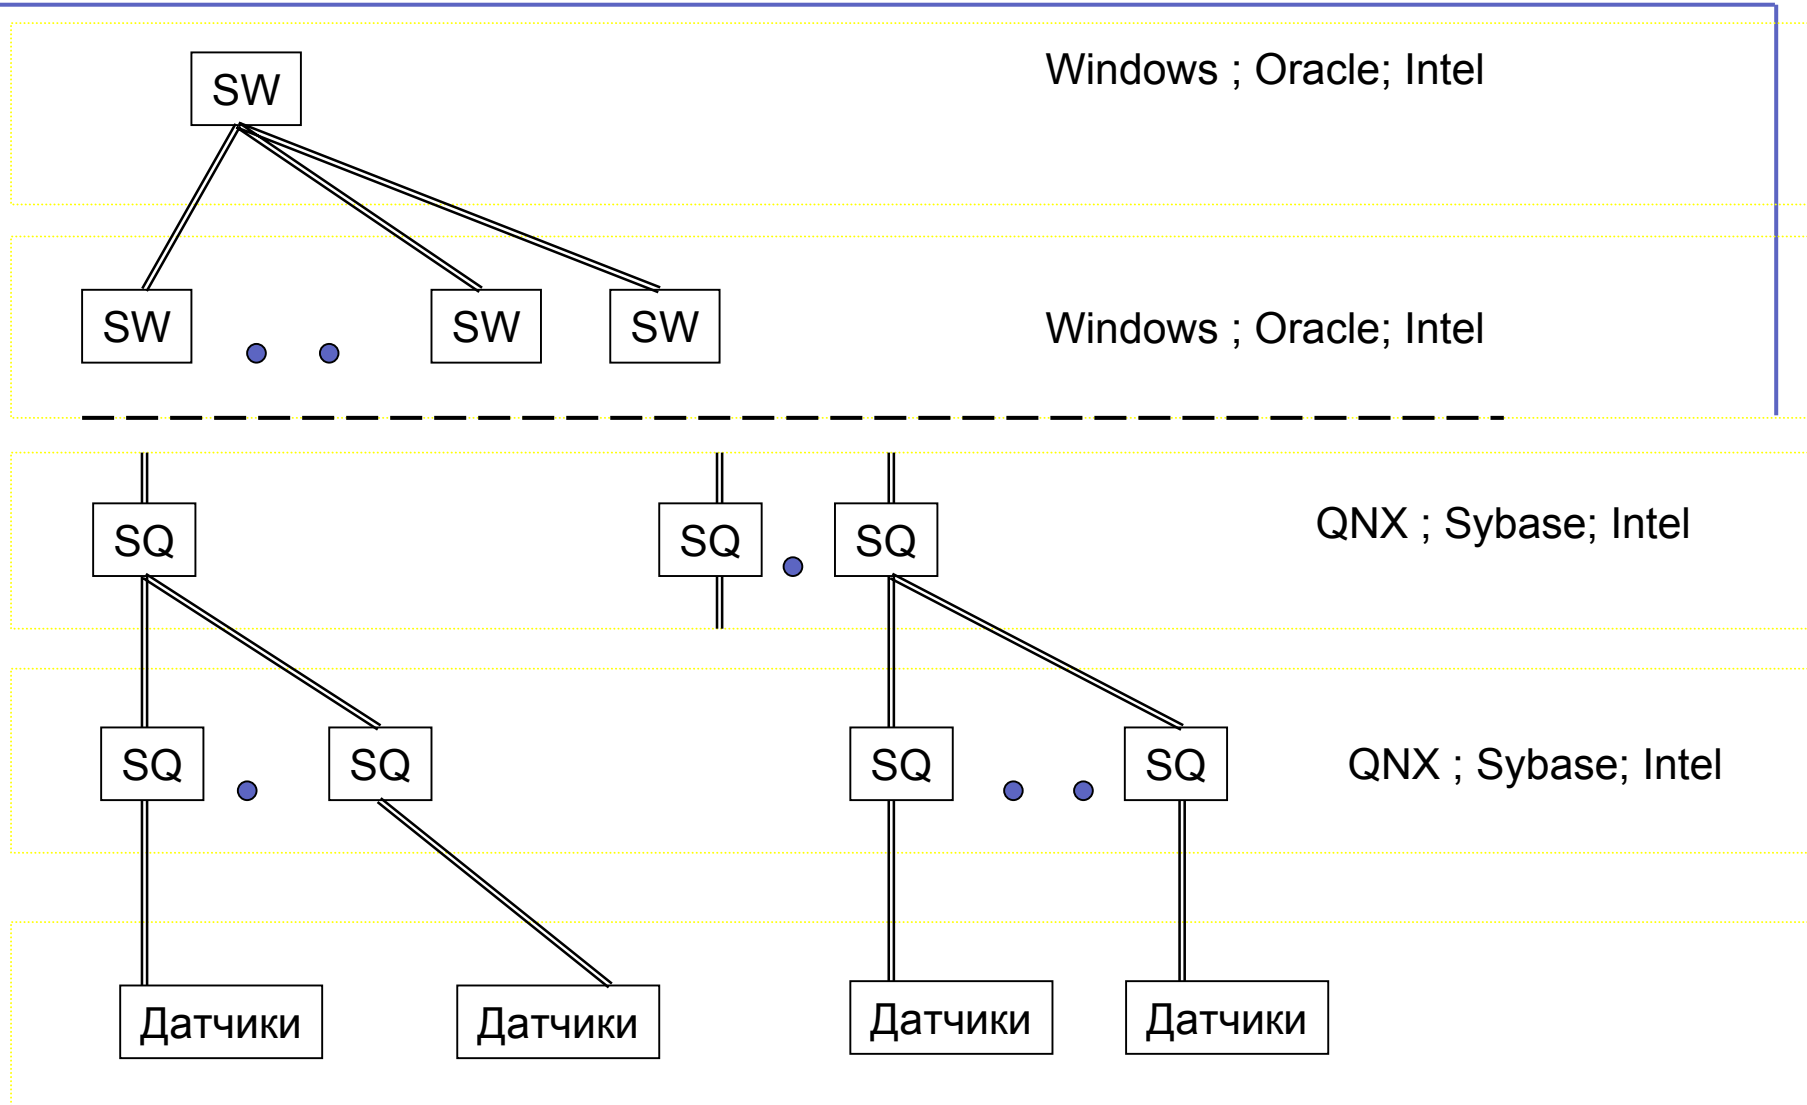 SW
Windows ; Oracle; Intel
SW
SW
SW
Windows ; Oracle; Intel
SQ
SQ
SQ
QNX ; Sybase; Intel
SQ
SQ
SQ
SQ
QNX ; Sybase; Intel
Датчики
Датчики
Датчики
Датчики